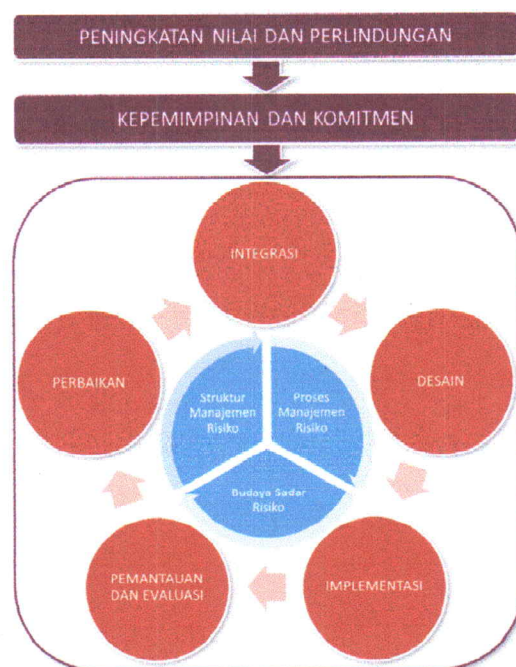 PENINGKATAN NILAI DAN PERLINDUNGAN
KEPEMIMPINAN DAN KOMITMEN
INTEGRASI
DESAIN
IMPLEMENTASI
PEMANTAUAN
DAN EVALUASI
PERBAIKAN
Struktur
Manajemen
Risiko
Proses
Manajemen
Risiko
Budaya Sadar
Risiko